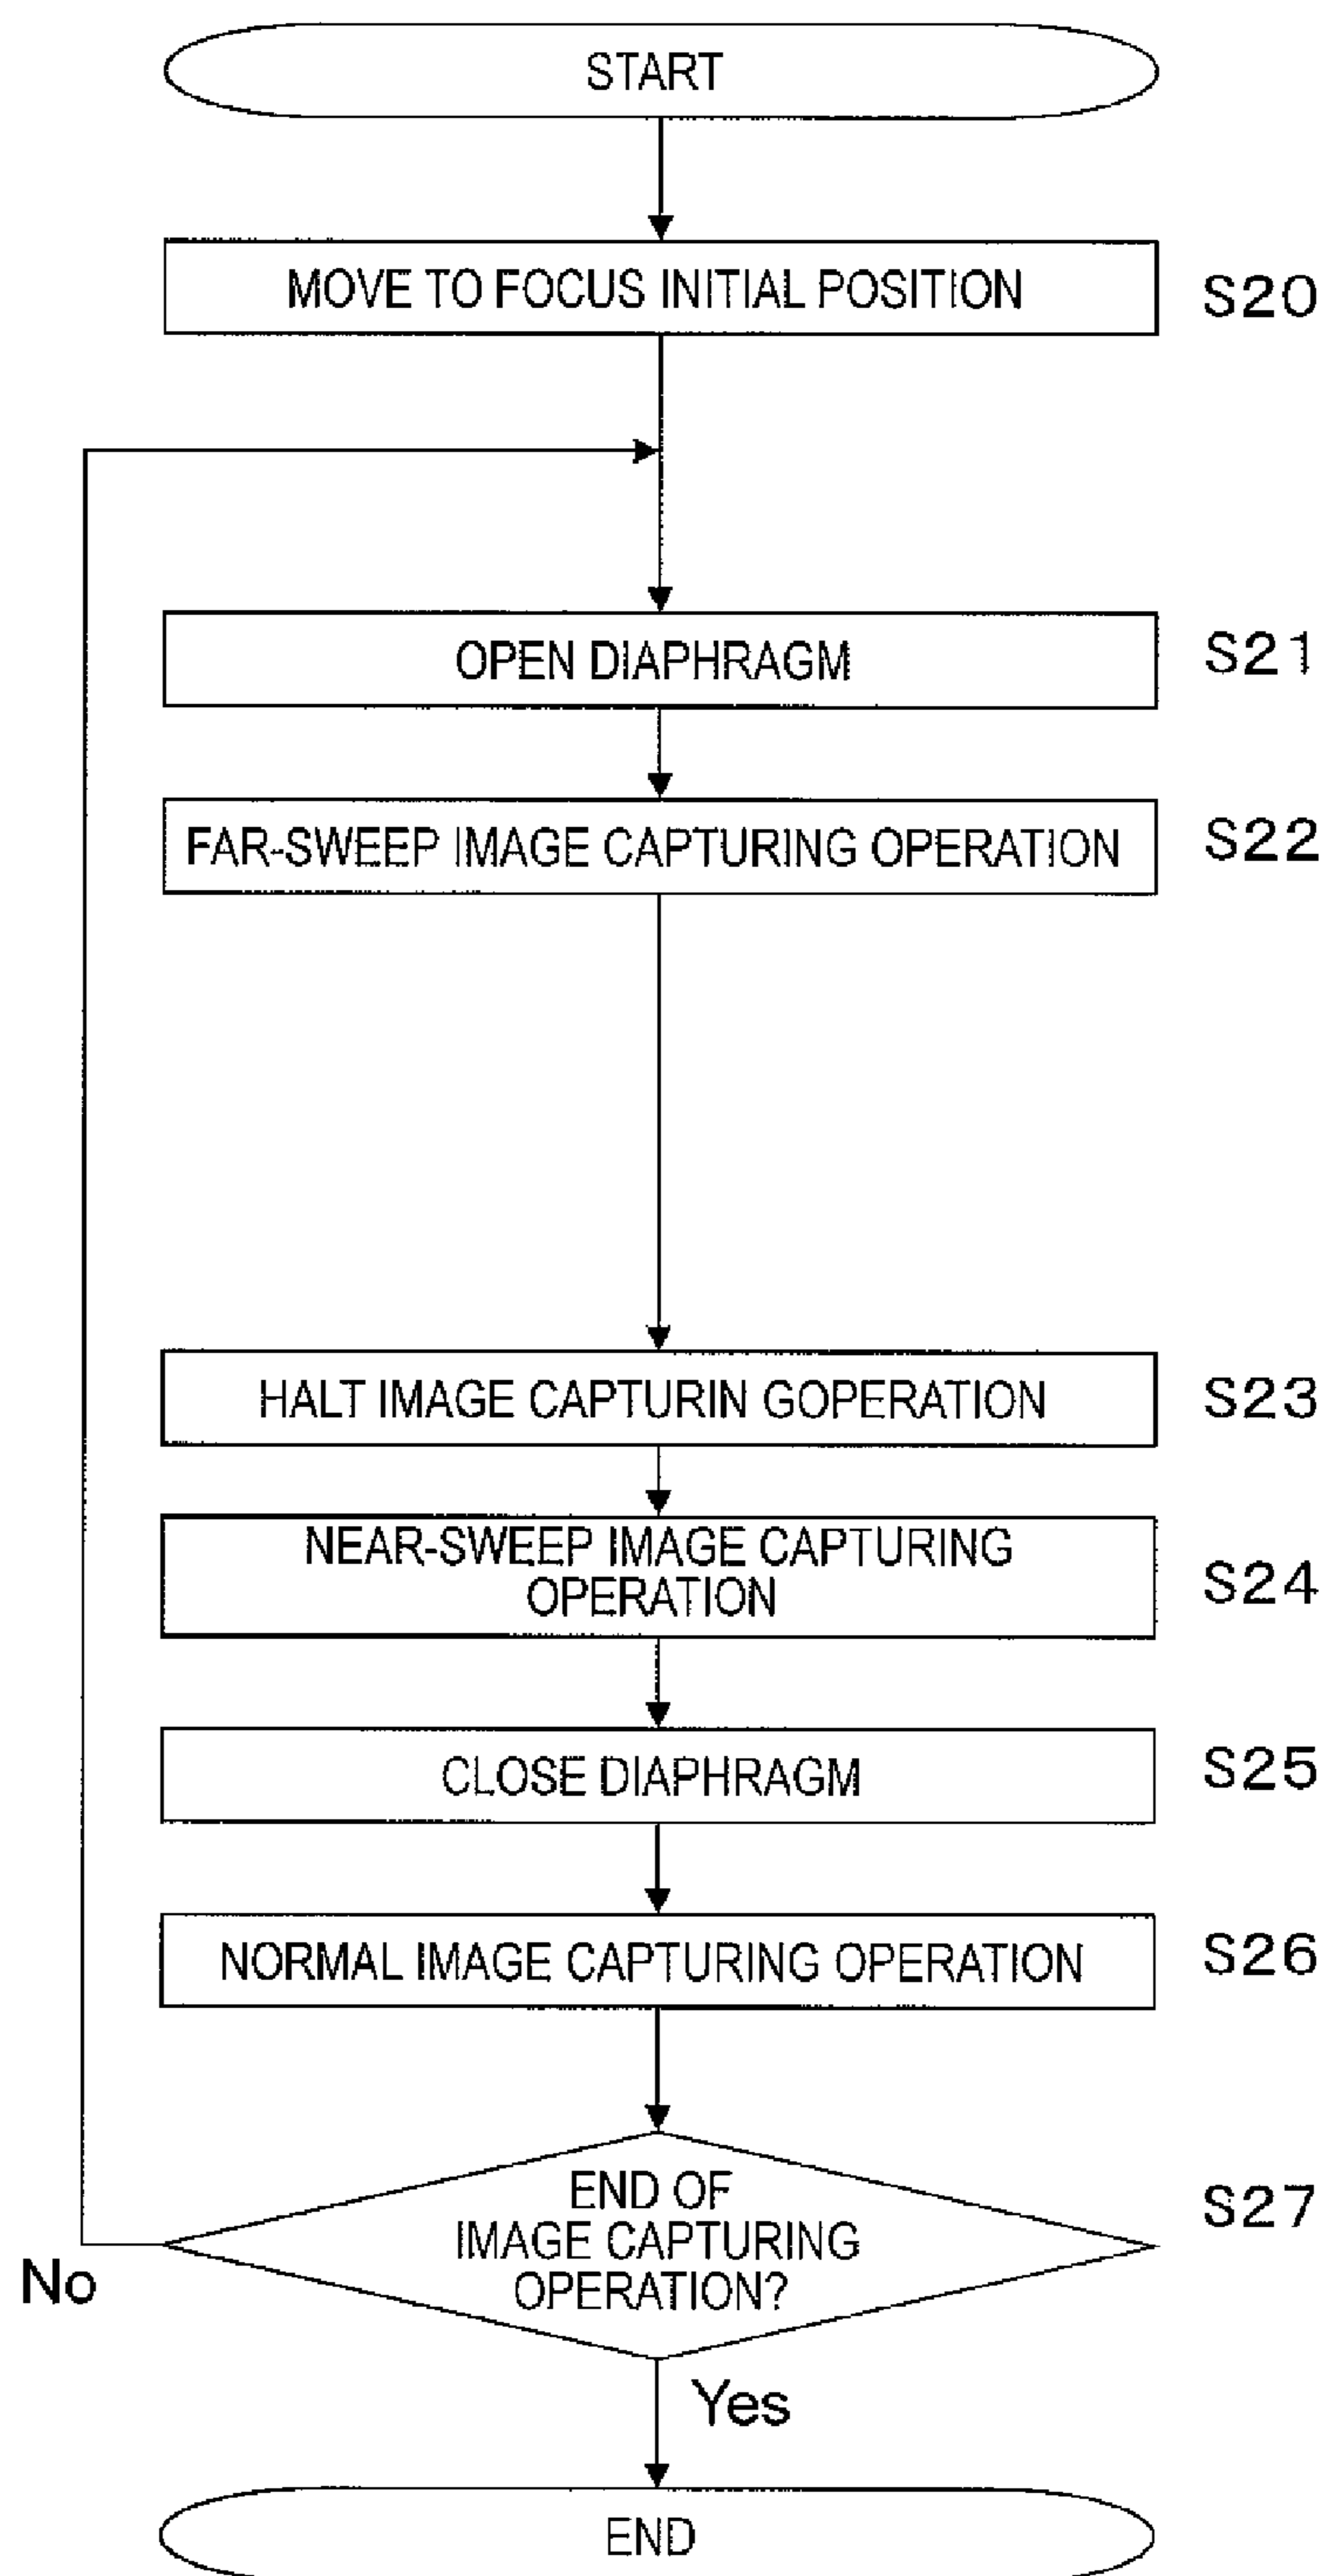 START
MOVE TO FOCUS INITIAL POSITION
S20
OPEN DIAPHRAGM
S21
FAR-SWEEP IMAGE CAPTURING OPERATION
S22
HALT IMAGE CAPTURIN GOPERATION
S23
NEAR-SWEEP IMAGE CAPTURING
OPERATION
S24
CLOSE DIAPHRAGM
S25
NORMAL IMAGE CAPTURING OPERATION
S26
END OF
IMAGE CAPTURING
OPERATION?
S27
No
Yes
END